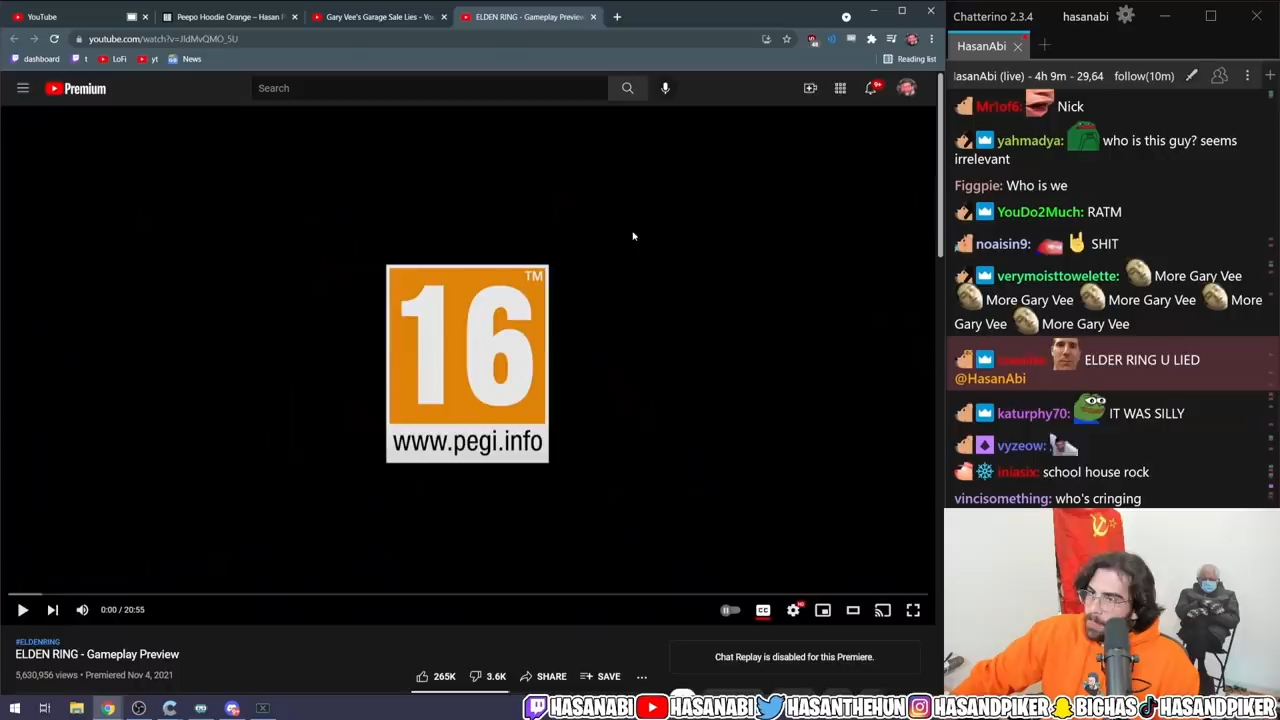 YouTube
Peepo Hoodie Orange – Hasan P
Gary Vee's Garage Sale Lies - You
ELDEN RING - Gameplay Preview
youtube.com/watch?v=JldMvQMO_5U
dashboard
t
LoFi
yt
News
Reading list
Premium
Search
9+
16
TM
www.pegi.info
0:00 / 20:55
CC
#ELDENRING
ELDEN RING - Gameplay Preview
5,630,956 views • Premiered Nov 4, 2021
265K
3.6K
SHARE
SAVE
Chat Replay is disabled for this Premiere.
Chatterino 2.3.4
hasanabi
HasanAbi
HasanAbi (live) - 4h 9m - 29,64
follow(10m)
Mr1of6: Nick
yahmadya: who is this guy? seems
irrelevant
Figgpie: Who is we
YouDo2Much: RATM
noaisin9: SHIT
verymoisttowelette: More Gary Vee
More Gary Vee More Gary Vee More
Gary Vee More Gary Vee
ELDER RING U LIED
@HasanAbi
katurphy70: IT WAS SILLY
vyzeow:
iniasix: school house rock
vincisomething: who's cringing
HASANABI HASANABI HASANTHEHUN HASANDPIKER BIGHAS HASANDPIKER